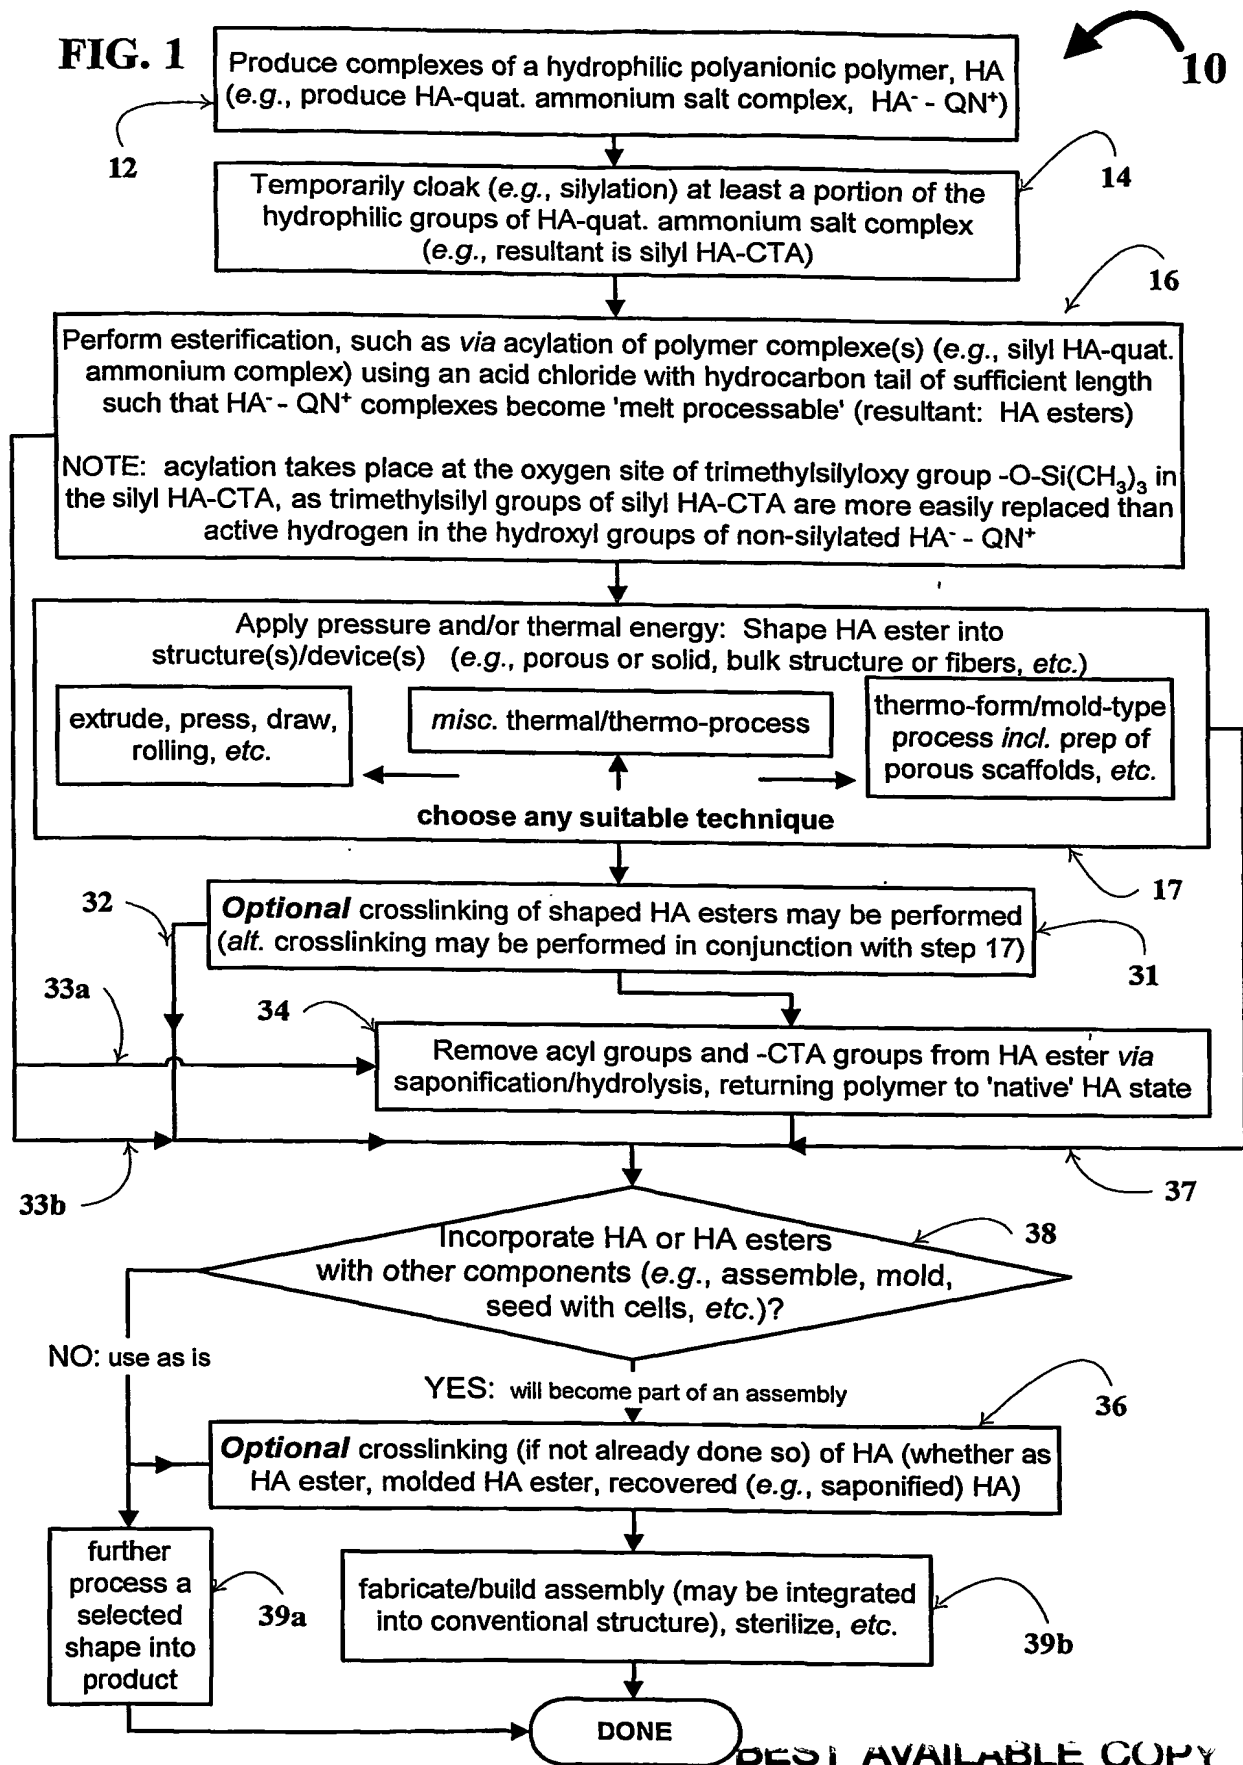 FIG. 1
10
Produce complexes of a hydrophilic polyanionic polymer, HA
(e.g., produce HA-quat. ammonium salt complex, HA⁻ - QN⁺)
12
14
Temporarily cloak (e.g., silylation) at least a portion of the
hydrophilic groups of HA-quat. ammonium salt complex
(e.g., resultant is silyl HA-CTA)
16
Perform esterification, such as via acylation of polymer complexe(s) (e.g., silyl HA-quat.
ammonium complex) using an acid chloride with hydrocarbon tail of sufficient length
such that HA⁻ - QN⁺ complexes become 'melt processable' (resultant: HA esters)
NOTE: acylation takes place at the oxygen site of trimethylsilyloxy group -O-Si(CH₃)₃ in
the silyl HA-CTA, as trimethylsilyl groups of silyl HA-CTA are more easily replaced than
active hydrogen in the hydroxyl groups of non-silylated HA⁻ - QN⁺
Apply pressure and/or thermal energy: Shape HA ester into
structure(s)/device(s) (e.g., porous or solid, bulk structure or fibers, etc.)
extrude, press, draw,
rolling, etc.
misc. thermal/thermo-process
thermo-form/mold-type
process incl. prep of
porous scaffolds, etc.
choose any suitable technique
17
32
Optional crosslinking of shaped HA esters may be performed
(alt. crosslinking may be performed in conjunction with step 17)
31
33a
34
Remove acyl groups and -CTA groups from HA ester via
saponification/hydrolysis, returning polymer to 'native' HA state
33b
37
38
Incorporate HA or HA esters
with other components (e.g., assemble, mold,
seed with cells, etc.)?
NO: use as is
YES: will become part of an assembly
36
Optional crosslinking (if not already done so) of HA (whether as
HA ester, molded HA ester, recovered (e.g., saponified) HA)
further
process a
selected
shape into
product
39a
fabricate/build assembly (may be integrated
into conventional structure), sterilize, etc.
39b
DONE
BEST AVAILABLE COPY